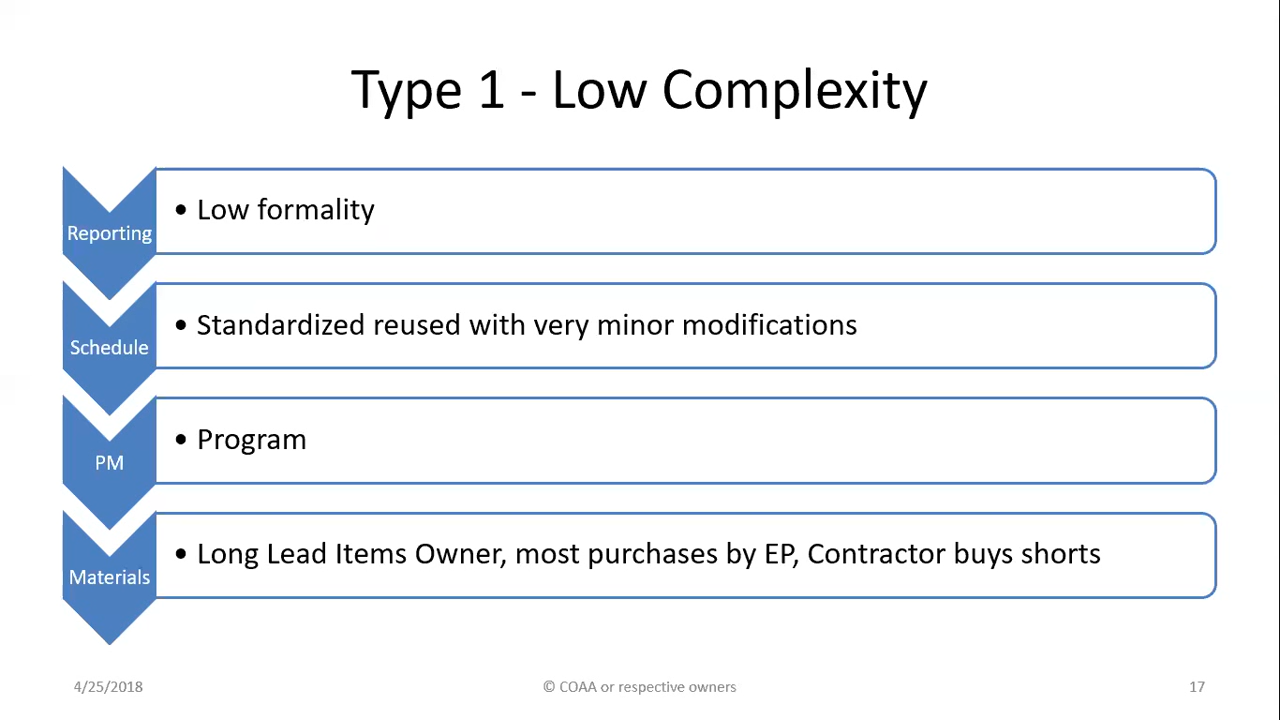 Type 1 - Low Complexity
Reporting
• Low formality
Schedule
• Standardized reused with very minor modifications
PM
• Program
Materials
• Long Lead Items Owner, most purchases by EP, Contractor buys shorts
4/25/2018
© COAA or respective owners
17